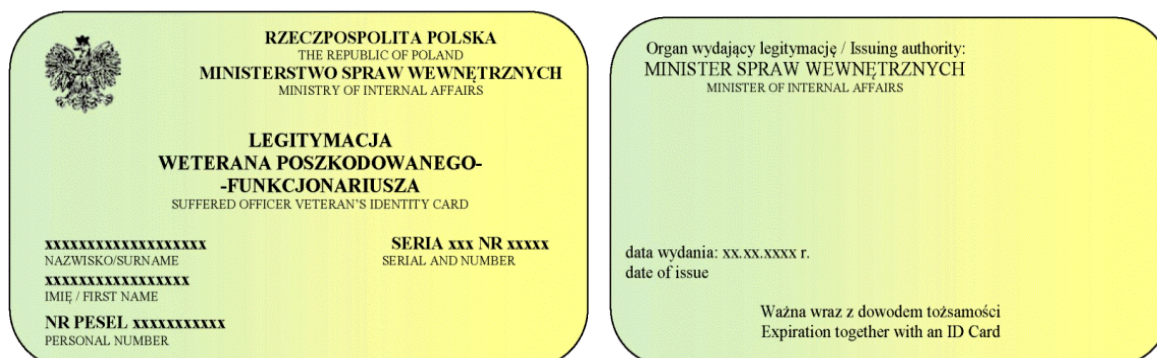 RZECZPOSPOLITA POLSKA
THE REPUBLIC OF POLAND
MINISTERSTWO SPRAW WEWNĘTRZNYCH
MINISTRY OF INTERNAL AFFAIRS
LEGITYMACJA
WETERANA POSZKODOWANEGO-
-FUNKCJONARIUSZA
SUFFERED OFFICER VETERAN'S IDENTITY CARD
xxxxxxxxxxxxxxxxxxx
NAZWISKO/SURNAME
SERIA xxx NR xxxxx
SERIAL AND NUMBER
xxxxxxxxxxxxxxxxx
IMIĘ / FIRST NAME
NR PESEL xxxxxxxxxxx
PERSONAL NUMBER
Organ wydający legitymację / Issuing authority:
MINISTER SPRAW WEWNĘTRZNYCH
MINISTER OF INTERNAL AFFAIRS
data wydania: xx.xx.xxxx r.
date of issue
Ważna wraz z dowodem tożsamości
Expiration together with an ID Card